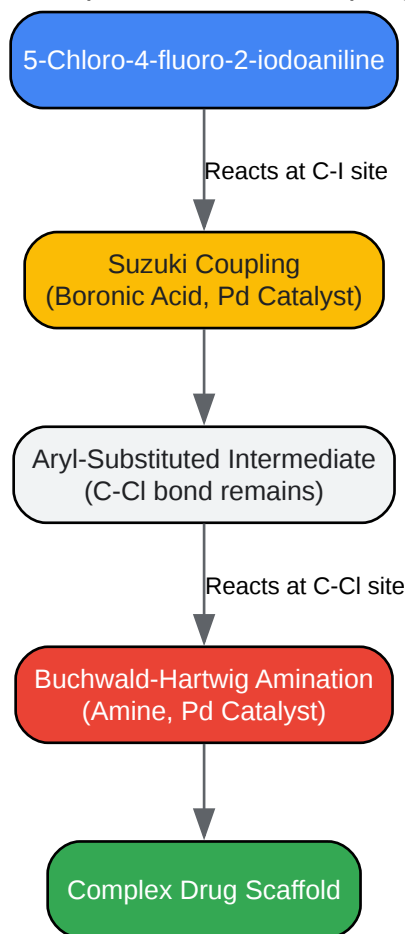 5-Chloro-4-fluoro-2-iodoaniline
Reacts at C-I site
Suzuki Coupling
(Boronic Acid, Pd Catalyst)
Aryl-Substituted Intermediate
(C-Cl bond remains)
Reacts at C-Cl site
Buchwald-Hartwig Amination
(Amine, Pd Catalyst)
Complex Drug Scaffold